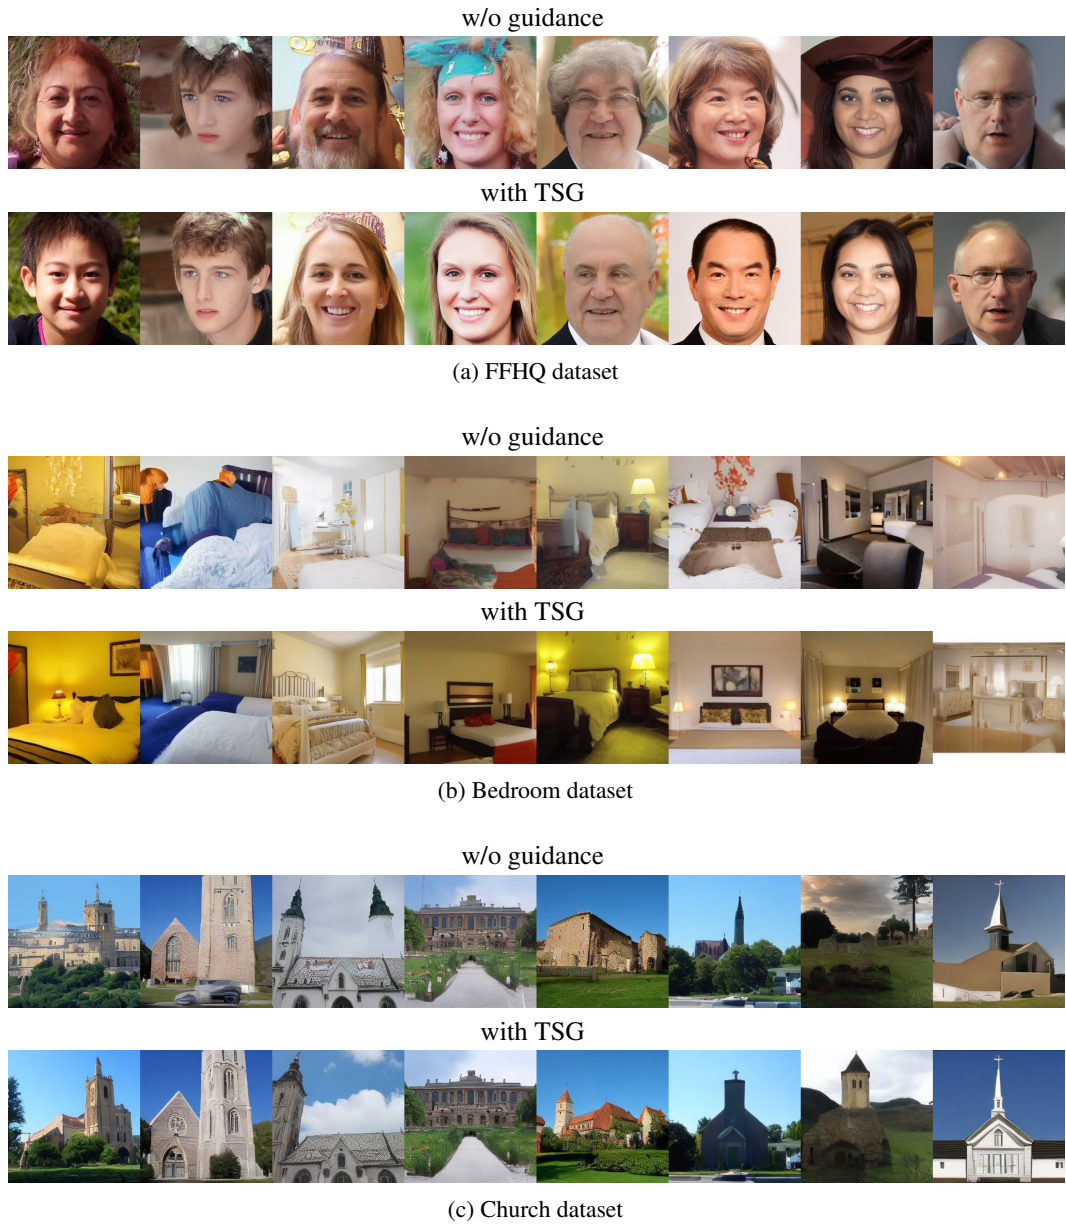 w/o guidance
with TSG
(a) FFHQ dataset
w/o guidance
with TSG
(b) Bedroom dataset
w/o guidance
with TSG
(c) Church dataset